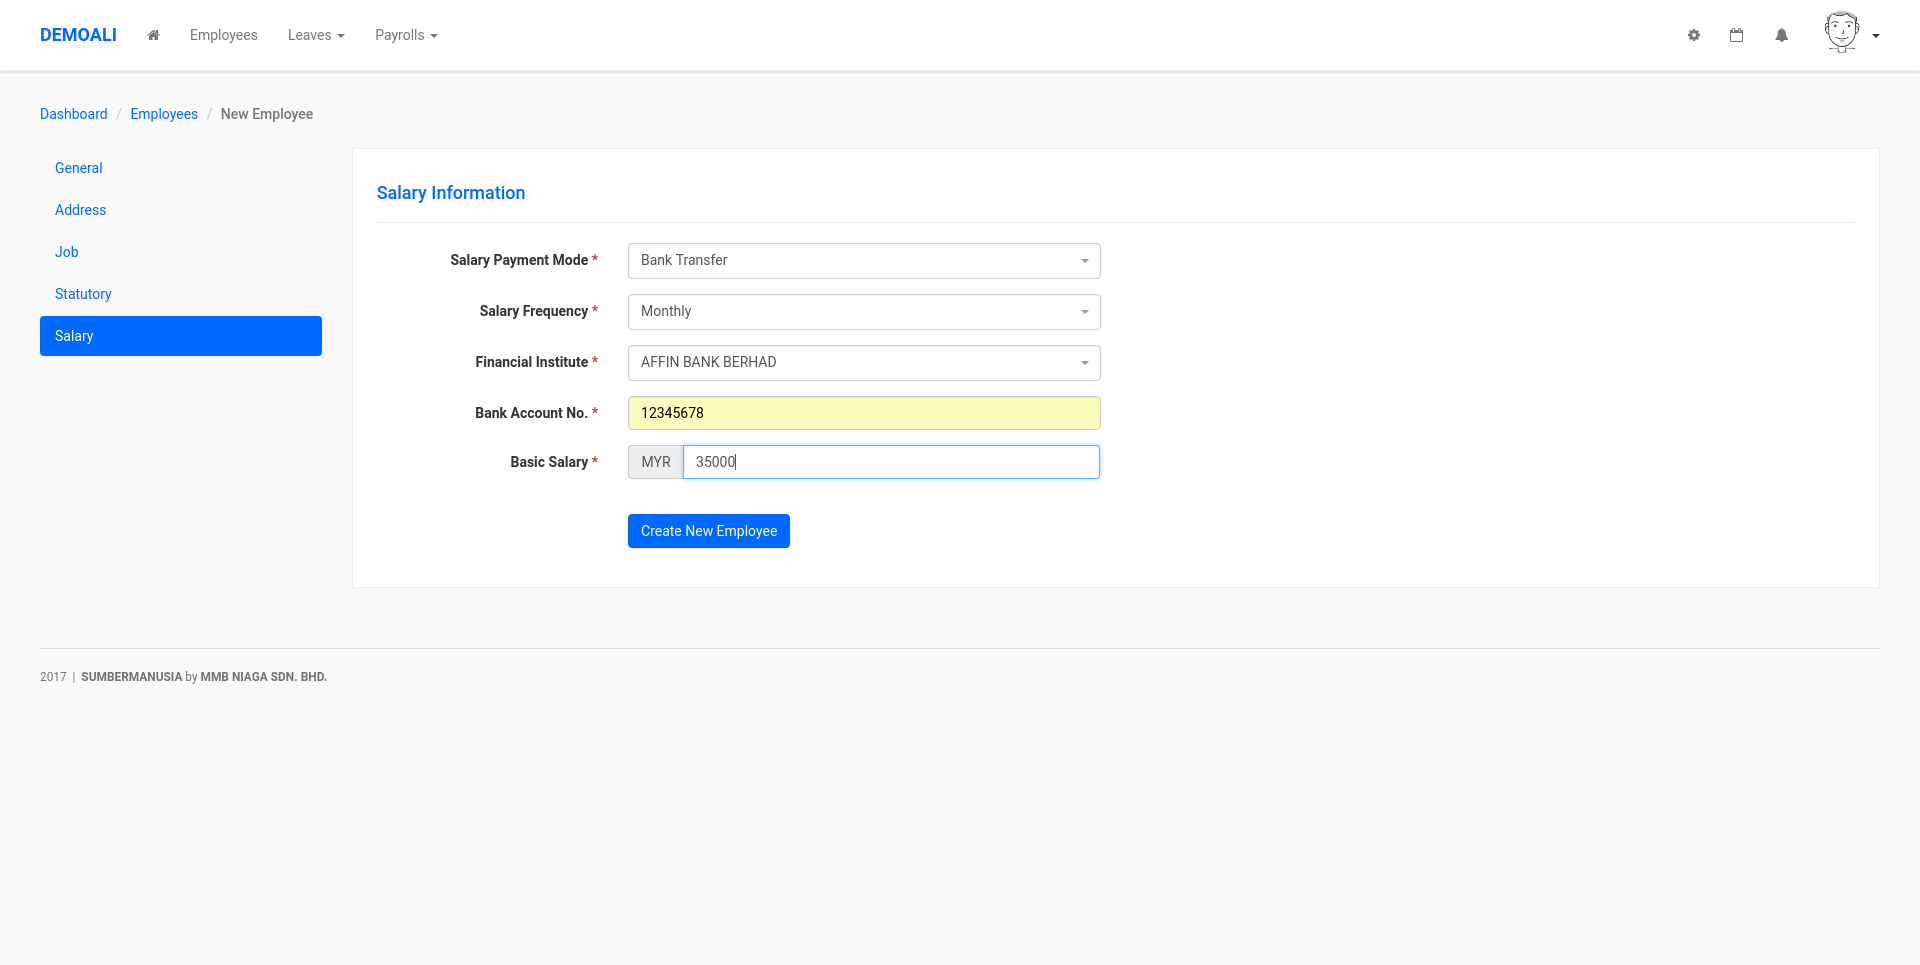 DEMOALI Employees Leaves Payrolls
Dashboard / Employees / New Employee
General
Address
Job
Statutory
Salary
Salary Information
Salary Payment Mode * Bank Transfer
Salary Frequency * Monthly
Financial Institute * AFFIN BANK BERHAD
Bank Account No. * 12345678
Basic Salary * MYR 35000
Create New Employee
2017 | SUMBERMANUSIA by MMB NIAGA SDN. BHD.